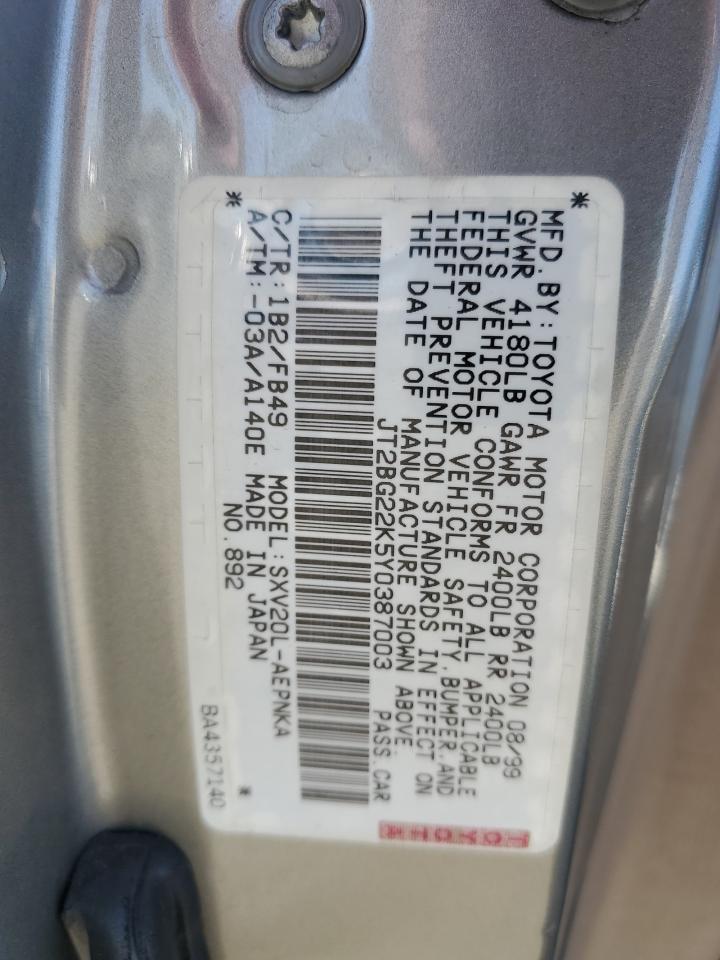 MFD.BY:TOYOTA MOTOR CORPORATION 08/99
GVWR 4180LB GAWR FR 2400LB RR 2400LB
THIS VEHICLE CONFORMS TO ALL APPLICABLE
FEDERAL MOTOR VEHICLE SAFETY,BUMPER,AND
THEFT PREVENTION STANDARDS IN EFFECT ON
THE DATE OF MANUFACTURE SHOWN ABOVE.
JT2BG22K5Y0387003 PASS.CAR
C/TR:1B2/FB49 MODEL:SXV20L-AEPNKA
A/TM:-03A/A140E MADE IN JAPAN
NO.892
BA4357140